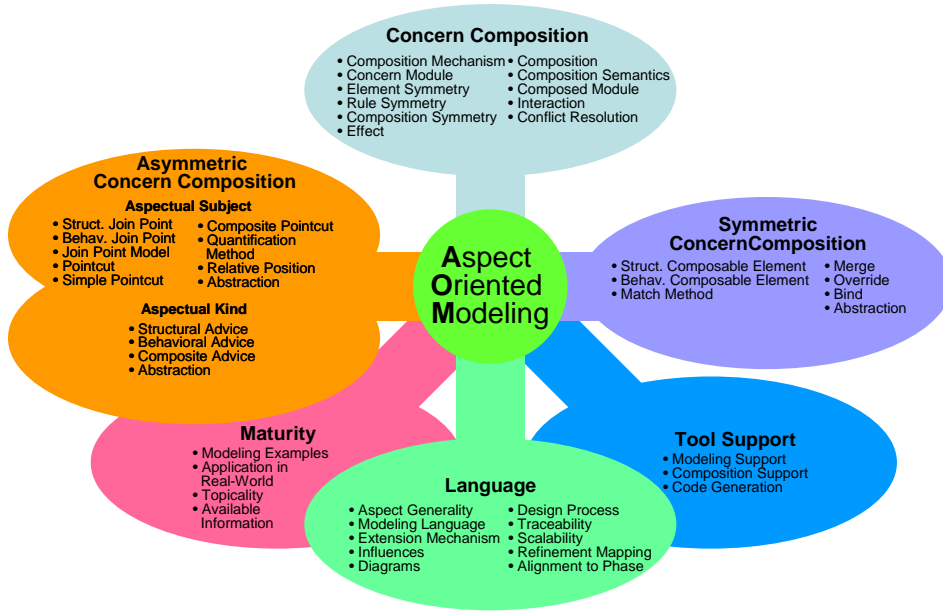 Concern Composition
• Composition Mechanism
• Concern Module
• Element Symmetry
• Rule Symmetry
• Composition Symmetry
• Effect
• Composition
• Composition Semantics
• Composed Module
• Interaction
• Conflict Resolution
Asymmetric
Concern Composition
Aspectual Subject
• Struct. Join Point
• Behav. Join Point
• Join Point Model
• Pointcut
• Simple Pointcut
• Composite Pointcut
• Quantification
Method
• Relative Position
• Abstraction
Aspectual Kind
• Structural Advice
• Behavioral Advice
• Composite Advice
• Abstraction
Aspect
Oriented
Modeling
Symmetric
ConcernComposition
• Struct. Composable Element
• Behav. Composable Element
• Match Method
• Merge
• Override
• Bind
• Abstraction
Maturity
• Modeling Examples
• Application in
Real-World
• Topicality
• Available
Information
Language
• Aspect Generality
• Modeling Language
• Extension Mechanism
• Influences
• Diagrams
• Design Process
• Traceability
• Scalability
• Refinement Mapping
• Alignment to Phase
Tool Support
• Modeling Support
• Composition Support
• Code Generation